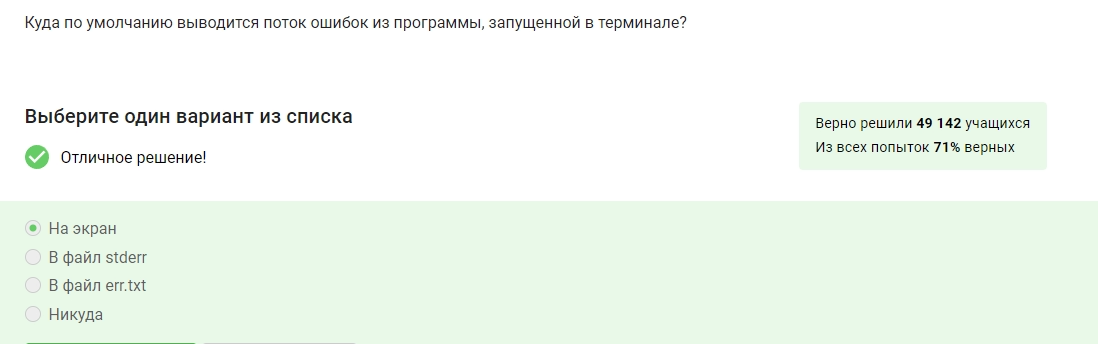 Куда по умолчанию выводится поток ошибок из программы, запущенной в терминале?
Выберите один вариант из списка
Верно решили 49 142 учащихся
Из всех попыток 71% верных
Отличное решение!
На экран
В файл stderr
В файл err.txt
Никуда